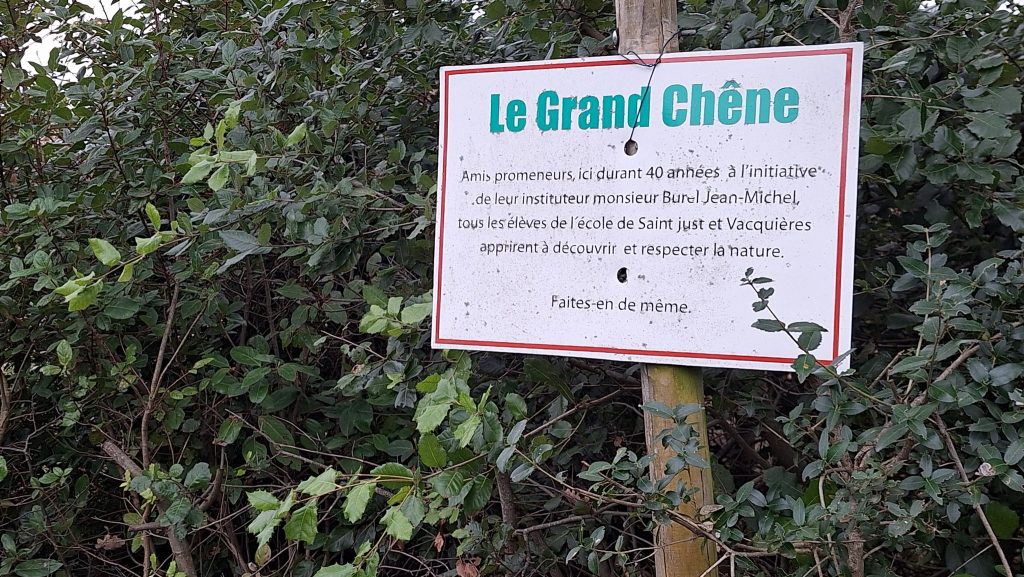 Le Grand Chêne
Amis promeneurs, ici durant 40 années à l'initiative
de leur instituteur monsieur Burel Jean-Michel,
tous les élèves de l'école de Saint just et Vacquières
apprirent à découvrir et respecter la nature.
Faites-en de même.